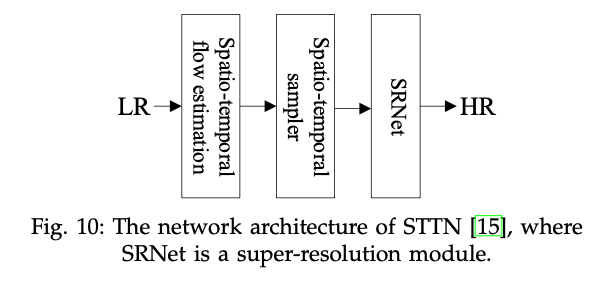 LR
Spatio-temporal
flow estimation
Spatio-temporal
sampler
SRNet
HR
Fig. 10: The network architecture of STTN [15], where
SRNet is a super-resolution module.